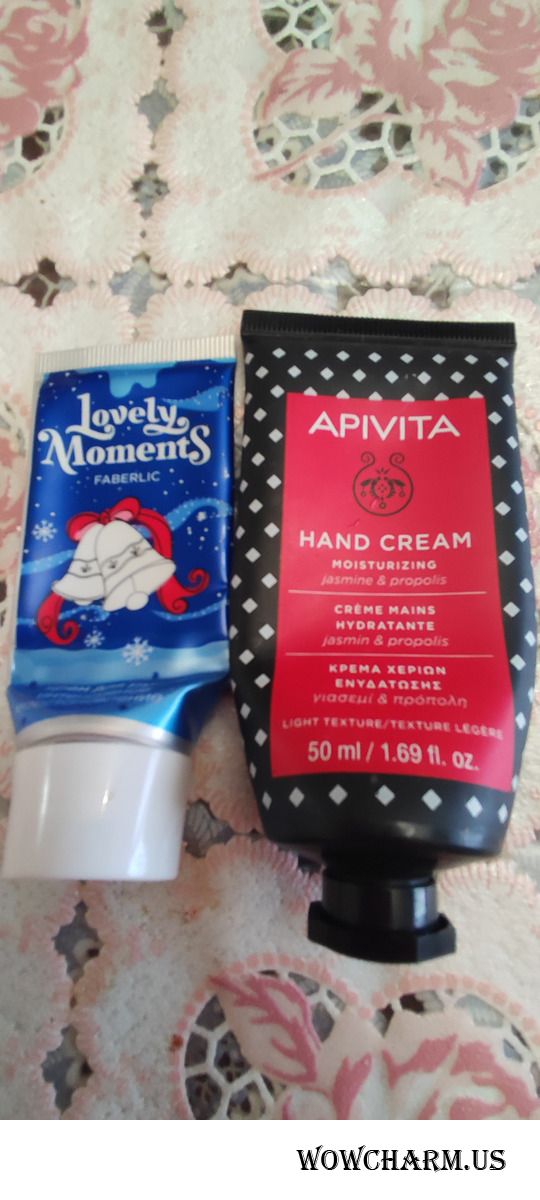 Lovely
Moments
FABERLIC
APIVITA
HAND CREAM
MOISTURIZING
jasmine & propolis
CRÈME MAINS
HYDRATANTE
jasmin & propolis
ΚΡΕΜΑ ΧΕΡΙΩΝ
ΕΝΥΔΑΤΩΣΗΣ
γιασεμί & πρόπολη
LIGHT TEXTURE/TEXTURE LÉGÈRE
50 ml / 1.69 fl. oz.
WOWCHARM.US